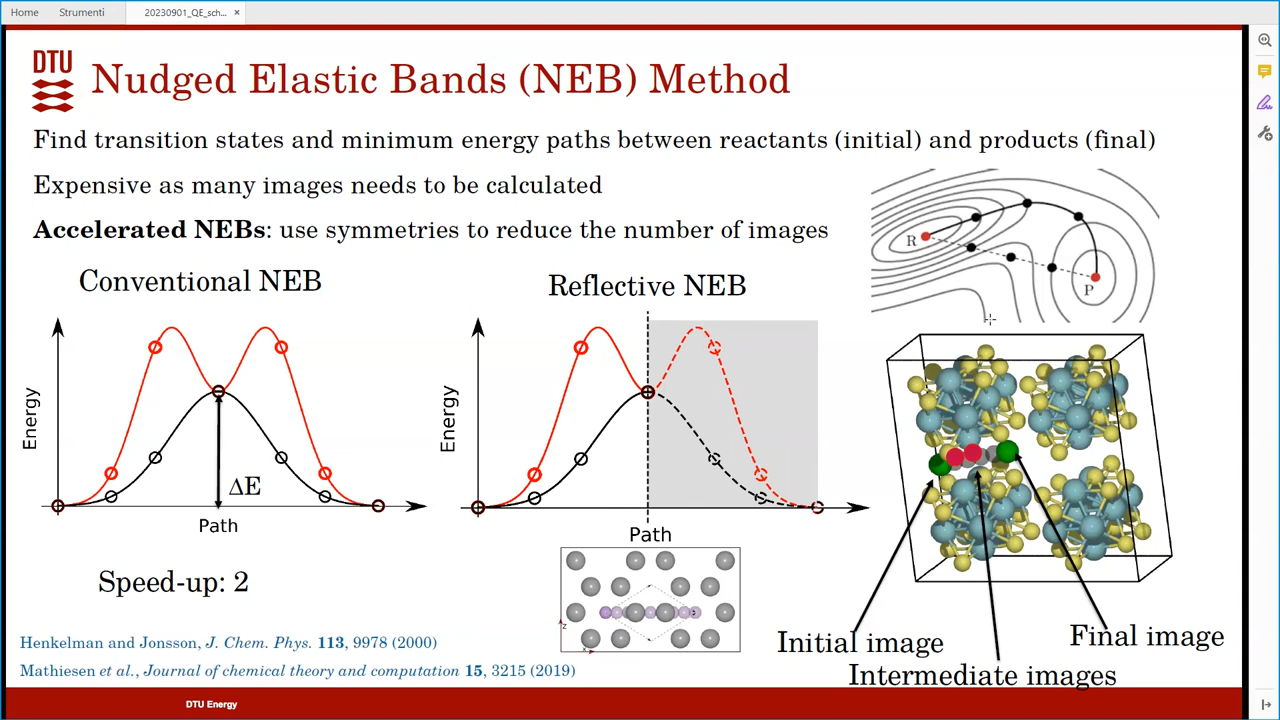 Home
Strumenti
20230901_QE_sch...
×
DTU
Nudged Elastic Bands (NEB) Method
Find transition states and minimum energy paths between reactants (initial) and products (final)
Expensive as many images needs to be calculated
Accelerated NEBs: use symmetries to reduce the number of images
R
P
Conventional NEB
Reflective NEB
Energy
ΔE
Path
Energy
Path
Speed-up: 2
z
x
Initial image
Final image
Intermediate images
Henkelman and Jonsson, J. Chem. Phys. 113, 9978 (2000)
Mathiesen et al., Journal of chemical theory and computation 15, 3215 (2019)
DTU Energy